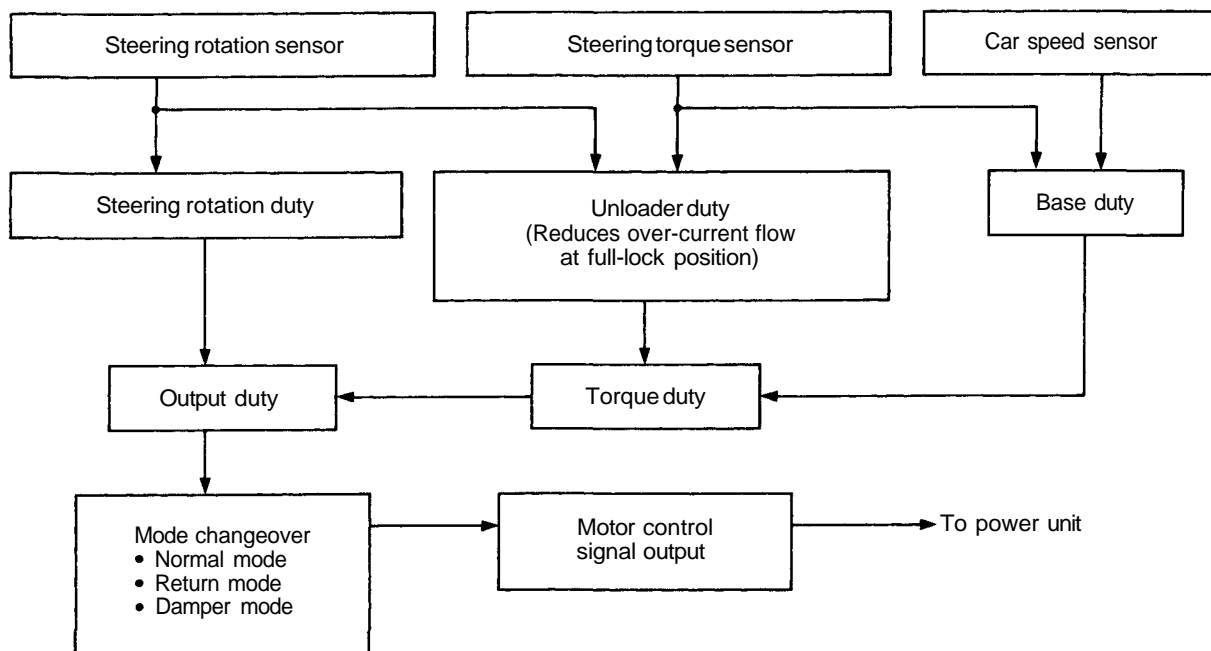 Steering rotation sensor
Steering torque sensor
Car speed sensor
Steering rotation duty
Unloader duty
(Reduces over-current flow
at full-lock position)
Base duty
Output duty
Torque duty
Mode changeover
• Normal mode
• Return mode
• Damper mode
Motor control
signal output
To power unit